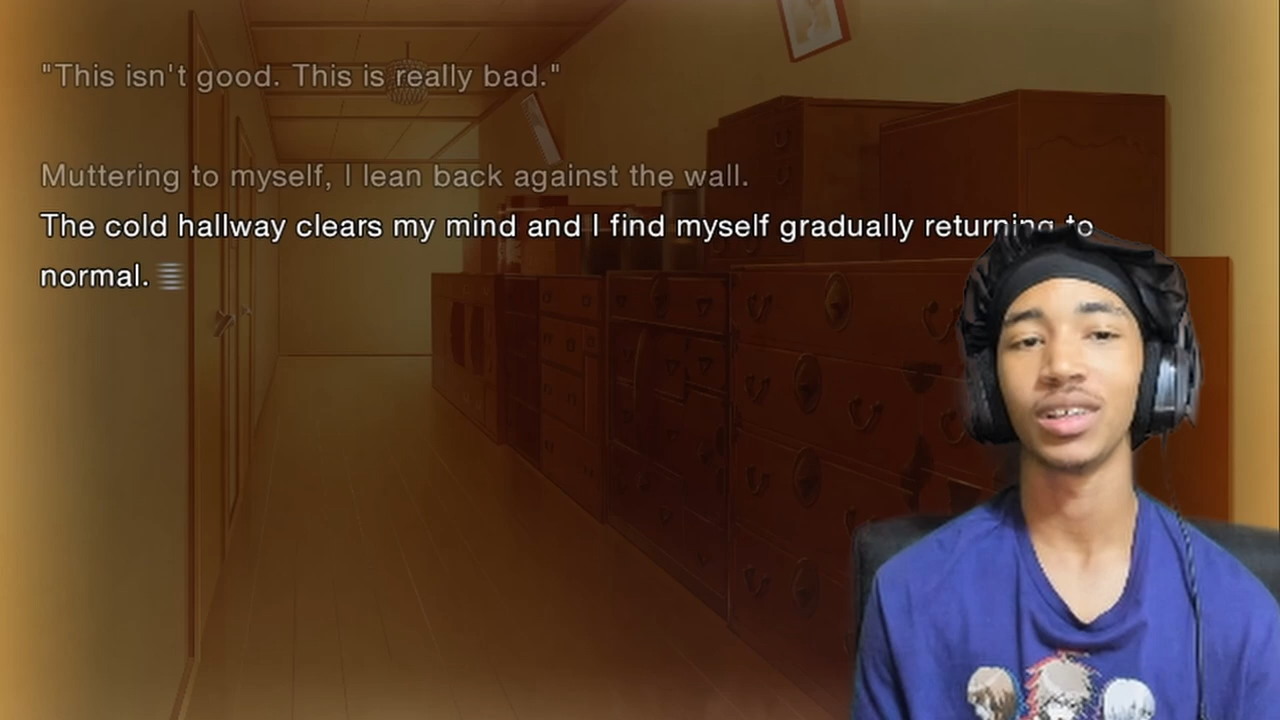 "This isn't good. This is really bad."
Muttering to myself, I lean back against the wall.
The cold hallway clears my mind and I find myself gradually returning to
normal.